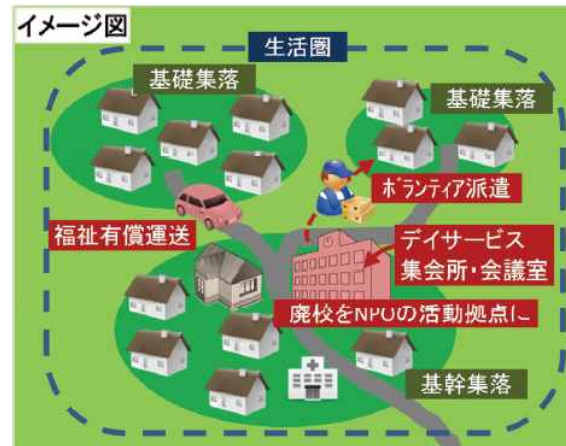 イメージ図
生活圏
基礎集落
基礎集落
ボランティア派遣
福祉有償運送
デイサービス
集会所・会議室
廃校をNPOの活動拠点に
基幹集落